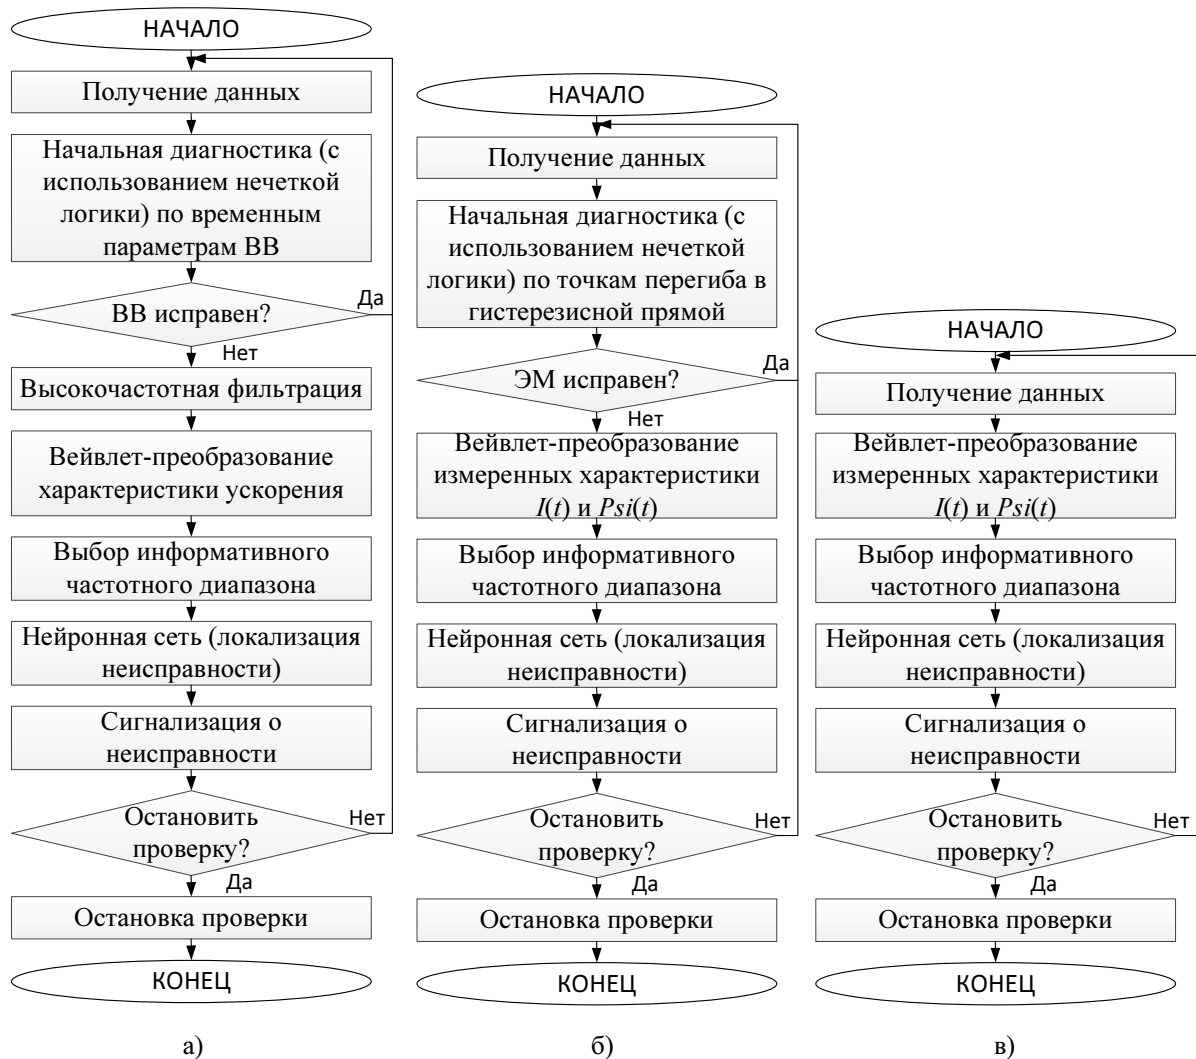 НАЧАЛО
Получение данных
Начальная диагностика (с
использованием нечеткой
логики) по временным
параметрам ВВ
ВВ исправен?
Да
Нет
Высокочастотная фильтрация
Вейвлет-преобразование
характеристики ускорения
Выбор информативного
частотного диапазона
Нейронная сеть (локализация
неисправности)
Сигнализация о
неисправности
Остановить
проверку?
Нет
Да
Остановка проверки
КОНЕЦ
а)
НАЧАЛО
Получение данных
Начальная диагностика (с
использованием нечеткой
логики) по точкам перегиба в
гистерезисной прямой
ЭМ исправен?
Да
Нет
Вейвлет-преобразование
измеренных характеристики
I(t) и Psi(t)
Выбор информативного
частотного диапазона
Нейронная сеть (локализация
неисправности)
Сигнализация о
неисправности
Остановить
проверку?
Нет
Да
Остановка проверки
КОНЕЦ
б)
НАЧАЛО
Получение данных
Вейвлет-преобразование
измеренных характеристики
I(t) и Psi(t)
Выбор информативного
частотного диапазона
Нейронная сеть (локализация
неисправности)
Сигнализация о
неисправности
Остановить
проверку?
Нет
Да
Остановка проверки
КОНЕЦ
в)